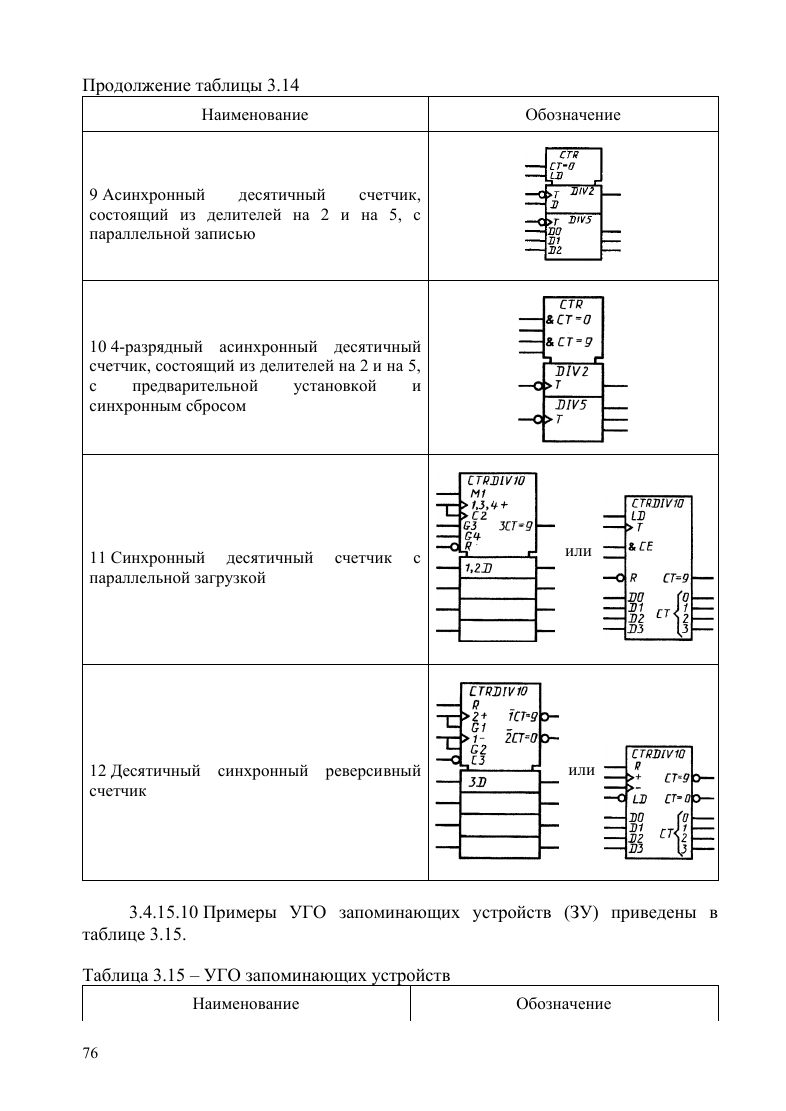 Продолжение таблицы 3.14
Наименование
Обозначение
9 Асинхронный десятичный счетчик,
состоящий из делителей на 2 и на 5, с
параллельной записью
CTR
CT=0
LD
T DIV2
D
T DIV5
D0
D1
D2
10 4-разрядный асинхронный десятичный
счетчик, состоящий из делителей на 2 и на 5,
с предварительной установкой и
синхронным сбросом
CTR
& CT=0
& CT=9
DIV2
T
DIV5
T
11 Синхронный десятичный счетчик с
параллельной загрузкой
CTRDIV10
M1
1,3,4+
C2
G3 3CT=9
G4
R
1,2D
или
CTRDIV10
LD
T
& CE
R CT=9
D0 0
D1 1
CT
D2 2
D3 3
12 Десятичный синхронный реверсивный
счетчик
CTRDIV10
R
2+ 1CT=9
G1
1- 2CT=0
G2
C3
3D
или
CTRDIV10
R
+ CT=9
-
LD CT=0
D0 0
D1 1
CT
D2 2
D3 3
3.4.15.10 Примеры УГО запоминающих устройств (ЗУ) приведены в
таблице 3.15.
Таблица 3.15 – УГО запоминающих устройств
Наименование
Обозначение
76